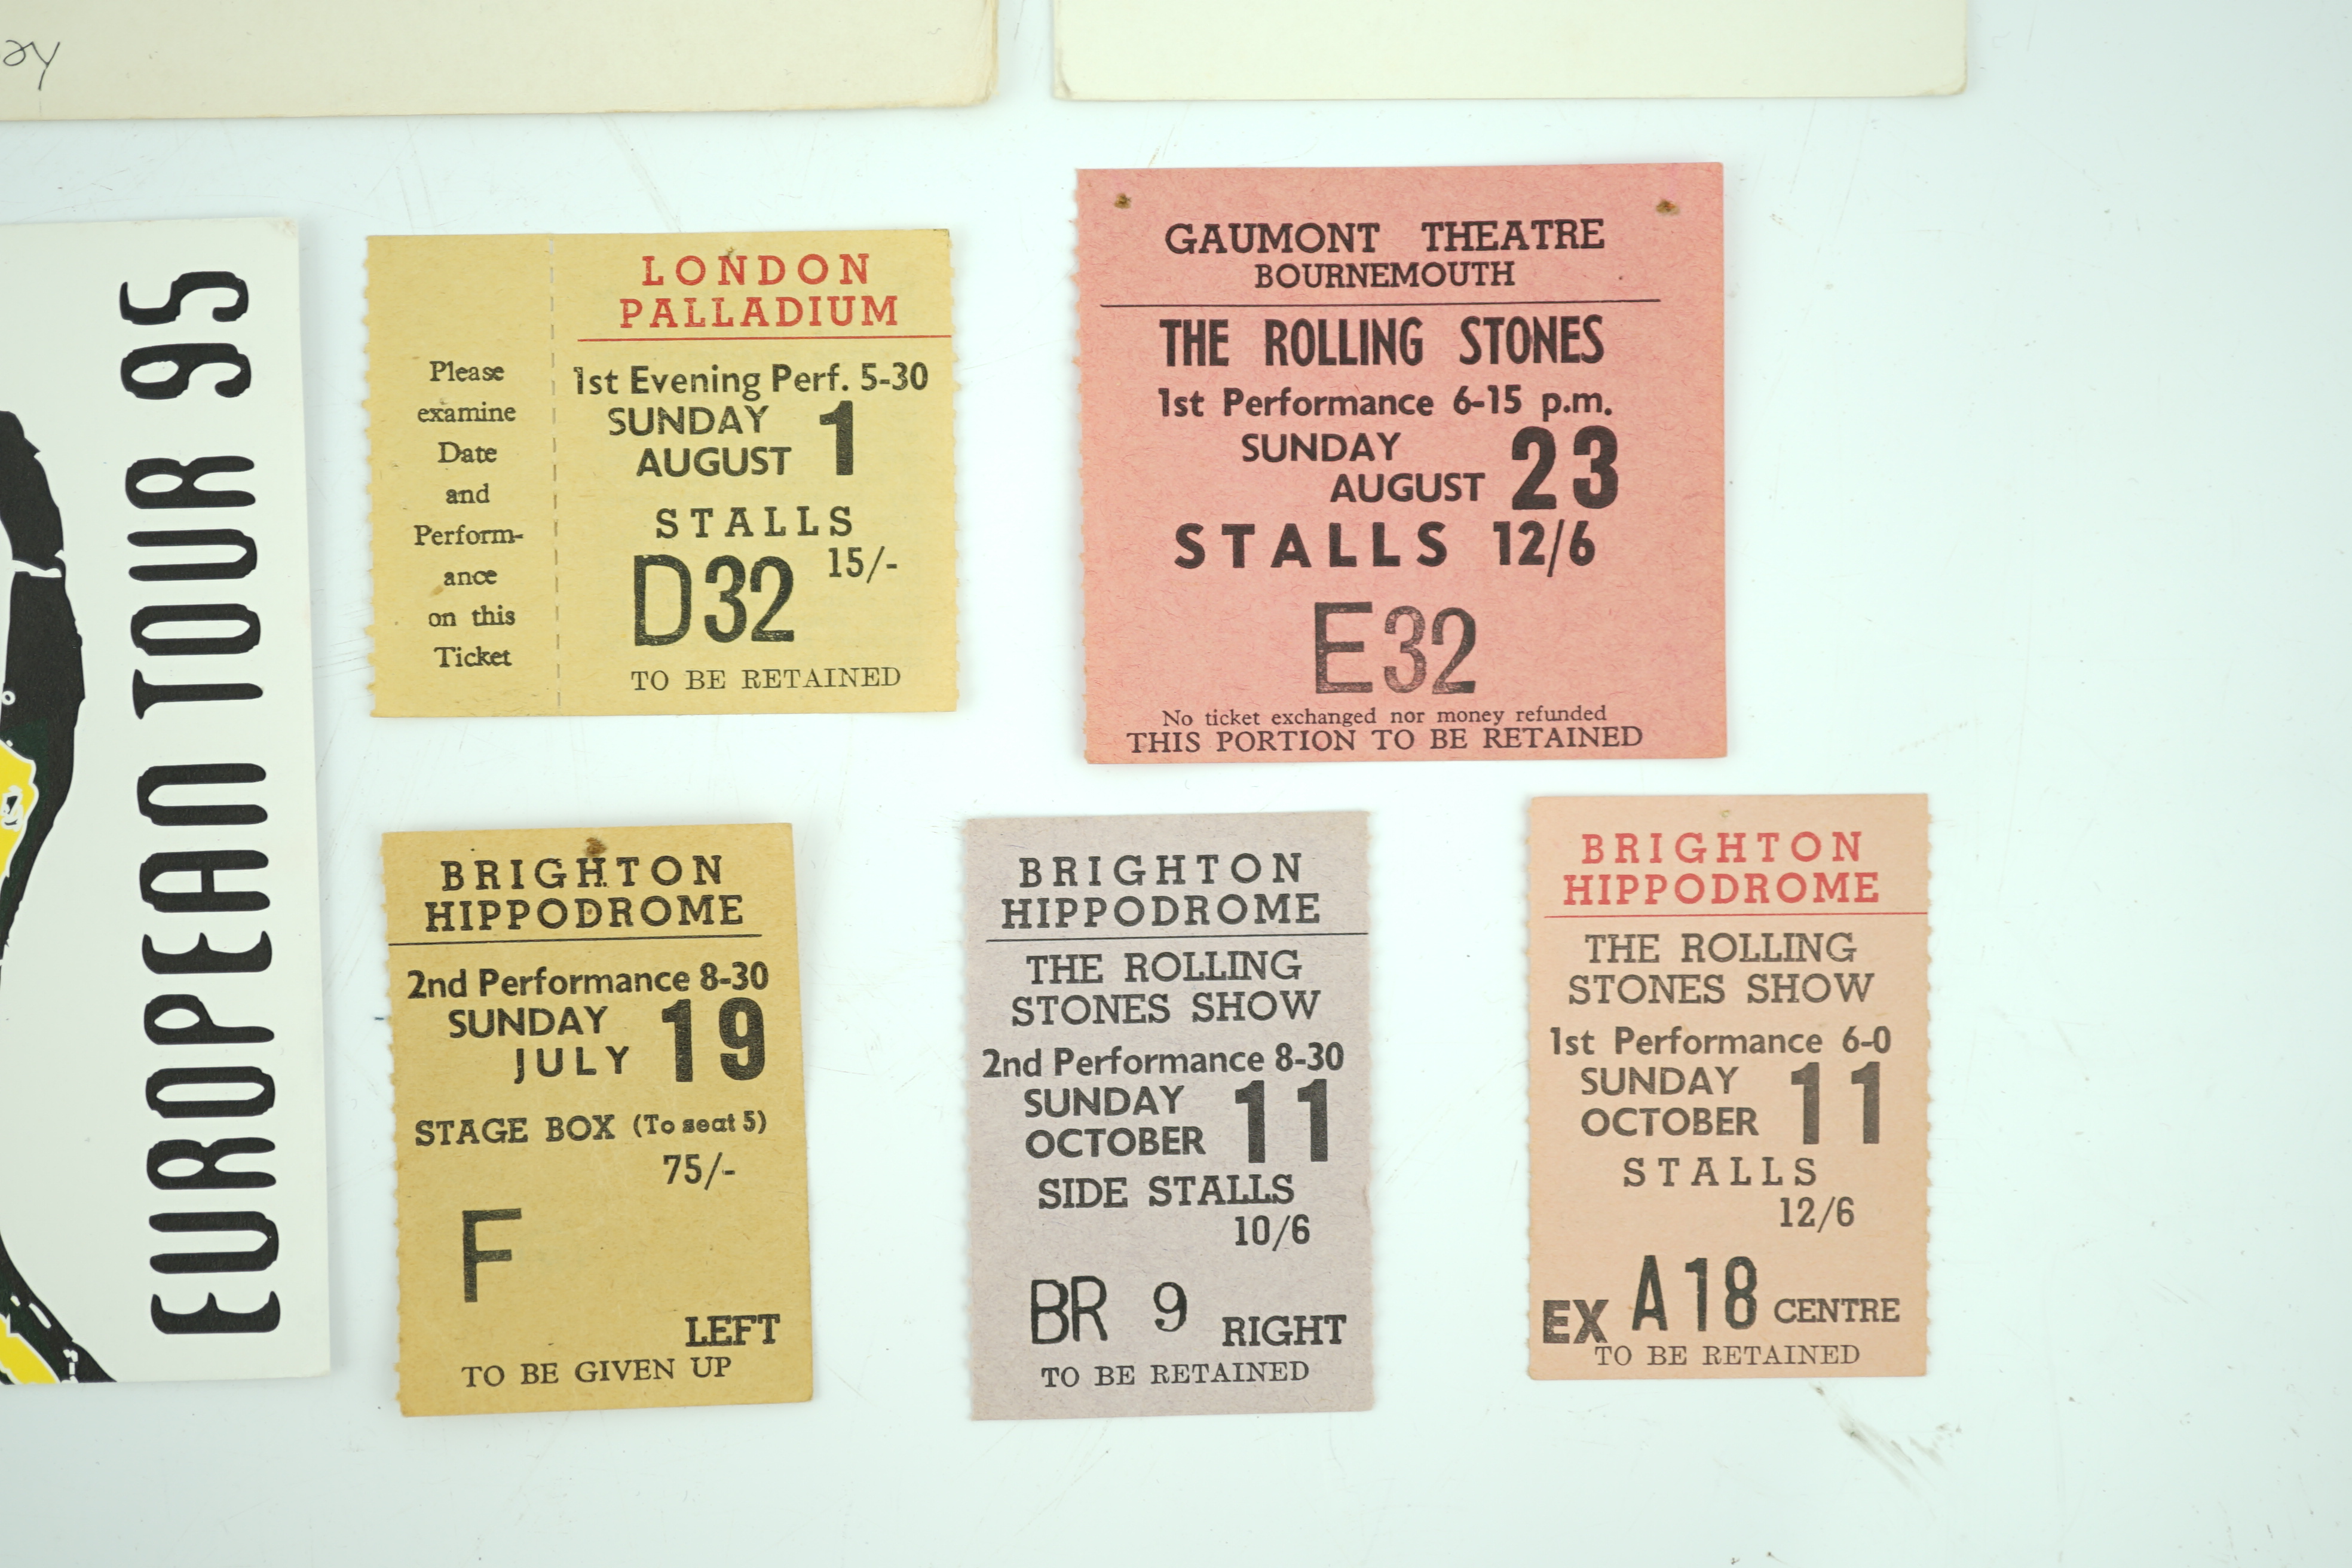 EUROPEAN TOUR 95
Please
examine
Date
and
Perform-
ance
on this
Ticket
LONDON
PALLADIUM
1st Evening Perf. 5-30
SUNDAY
AUGUST 1
STALLS
D32 15/-
TO BE RETAINED
GAUMONT THEATRE
BOURNEMOUTH
THE ROLLING STONES
1st Performance 6-15 p.m.
SUNDAY
AUGUST 23
STALLS 12/6
E32
No ticket exchanged nor money refunded
THIS PORTION TO BE RETAINED
BRIGHTON
HIPPODROME
2nd Performance 8-30
SUNDAY
JULY 19
STAGE BOX (To seat 5)
75/-
F
LEFT
TO BE GIVEN UP
BRIGHTON
HIPPODROME
THE ROLLING
STONES SHOW
2nd Performance 8-30
SUNDAY
OCTOBER 11
SIDE STALLS
10/6
BR 9 RIGHT
TO BE RETAINED
BRIGHTON
HIPPODROME
THE ROLLING
STONES SHOW
1st Performance 6-0
SUNDAY
OCTOBER 11
STALLS
12/6
EX A18 CENTRE
TO BE RETAINED